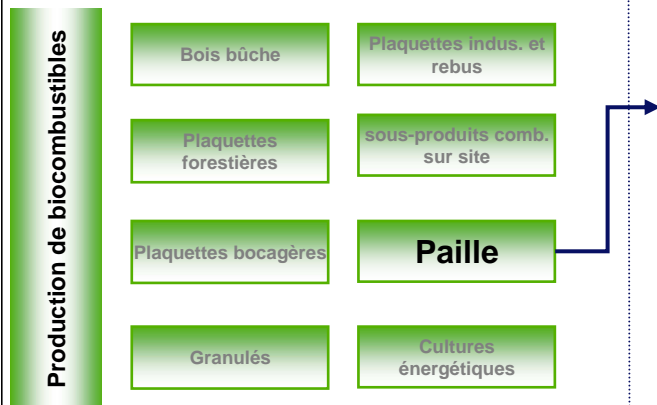 Production de biocombustibles
Bois bûche
Plaquettes indus. et
rebus
Plaquettes
forestières
sous-produits comb.
sur site
Plaquettes bocagères
Paille
Granulés
Cultures
énergétiques